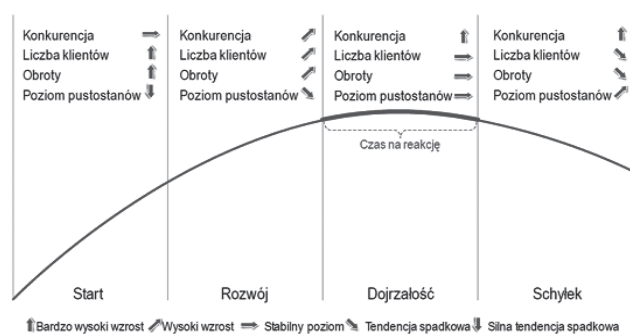 Konkurencja
Liczba klientów
Obroty
Poziom pustostanów
Konkurencja
Liczba klientów
Obroty
Poziom pustostanów
Konkurencja
Liczba klientów
Obroty
Poziom pustostanów
Konkurencja
Liczba klientów
Obroty
Poziom pustostanów
Czas na reakcję
Start
Rozwój
Dojrzałość
Schyłek
Bardzo wysoki wzrost Wysoki wzrost Stabilny poziom Tendencja spadkowa Silna tendencja spadkowa